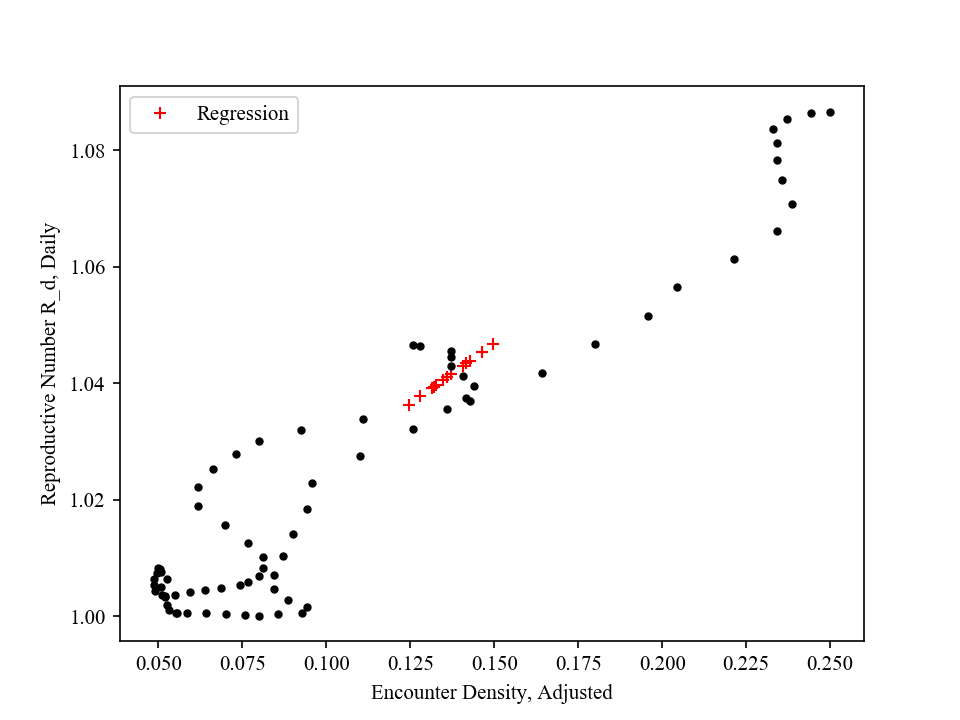 Regression
1.08
1.06
1.04
1.02
1.00
Reproductive Number R_d, Daily
0.050 0.075 0.100 0.125 0.150 0.175 0.200 0.225 0.250
Encounter Density, Adjusted